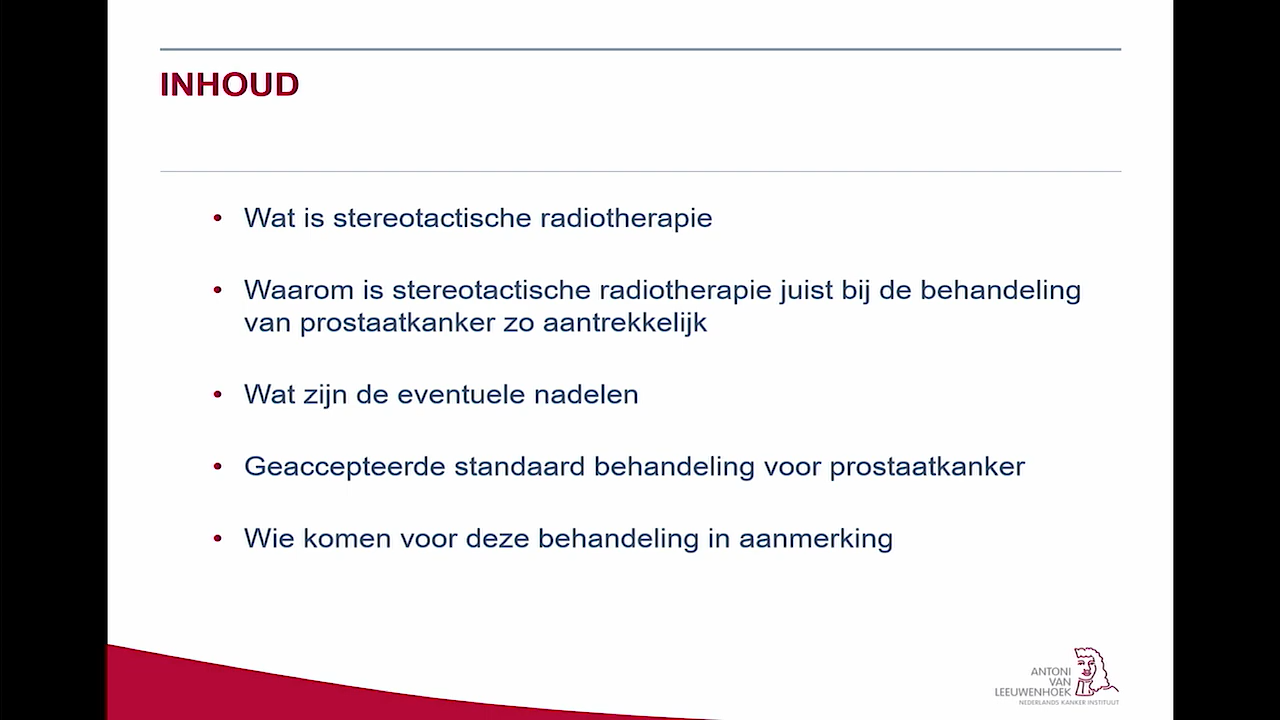 INHOUD
• Wat is stereotactische radiotherapie
• Waarom is stereotactische radiotherapie juist bij de behandeling
van prostaatkanker zo aantrekkelijk
• Wat zijn de eventuele nadelen
• Geaccepteerde standaard behandeling voor prostaatkanker
• Wie komen voor deze behandeling in aanmerking
ANTONI
VAN
LEEUWENHOEK
NEDERLANDS KANKER INSTITUUT